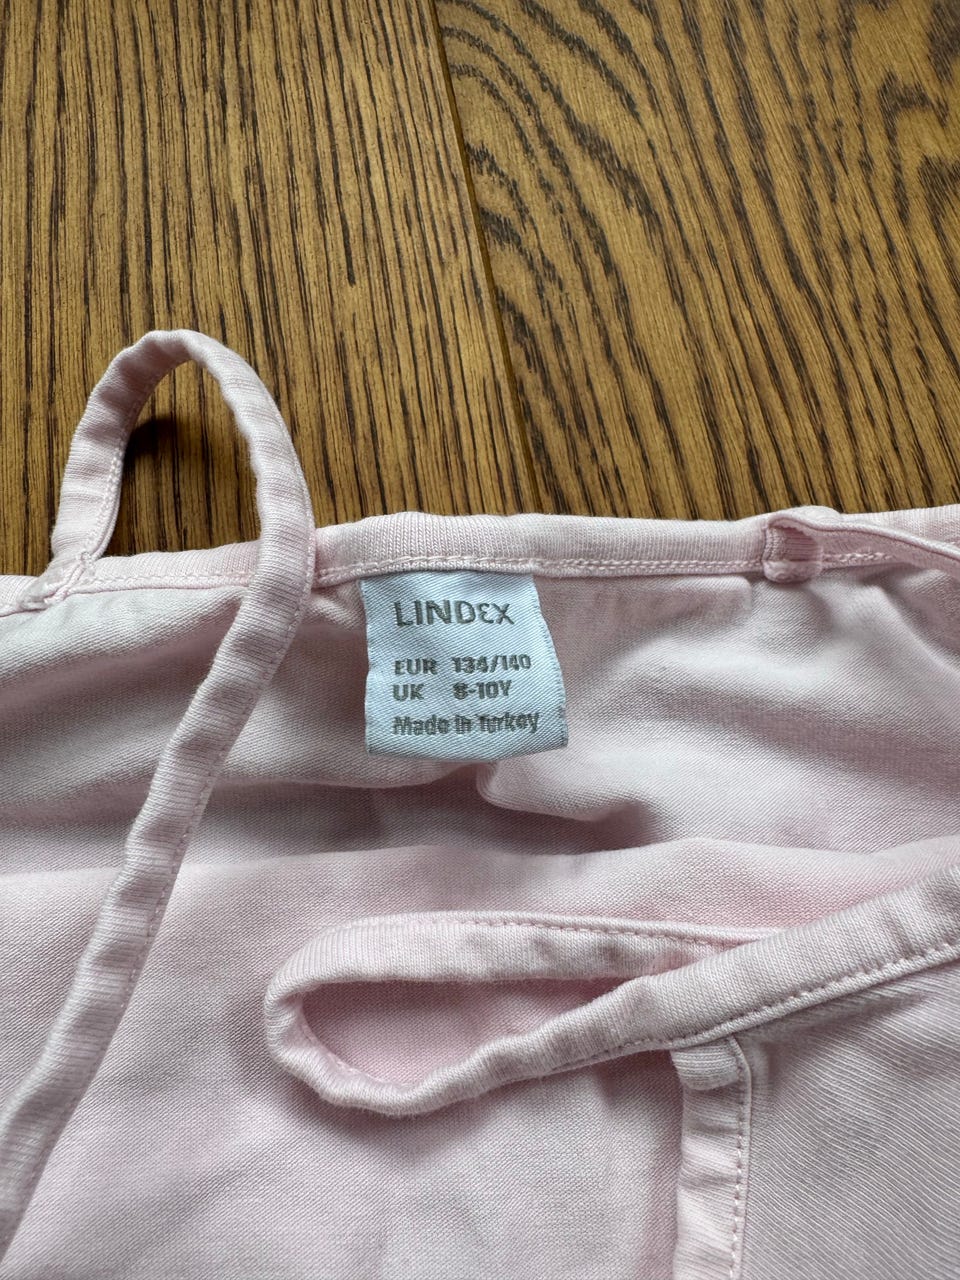 LINDEX
EUR 134/140
UK 8-10Y
Made in Turkey